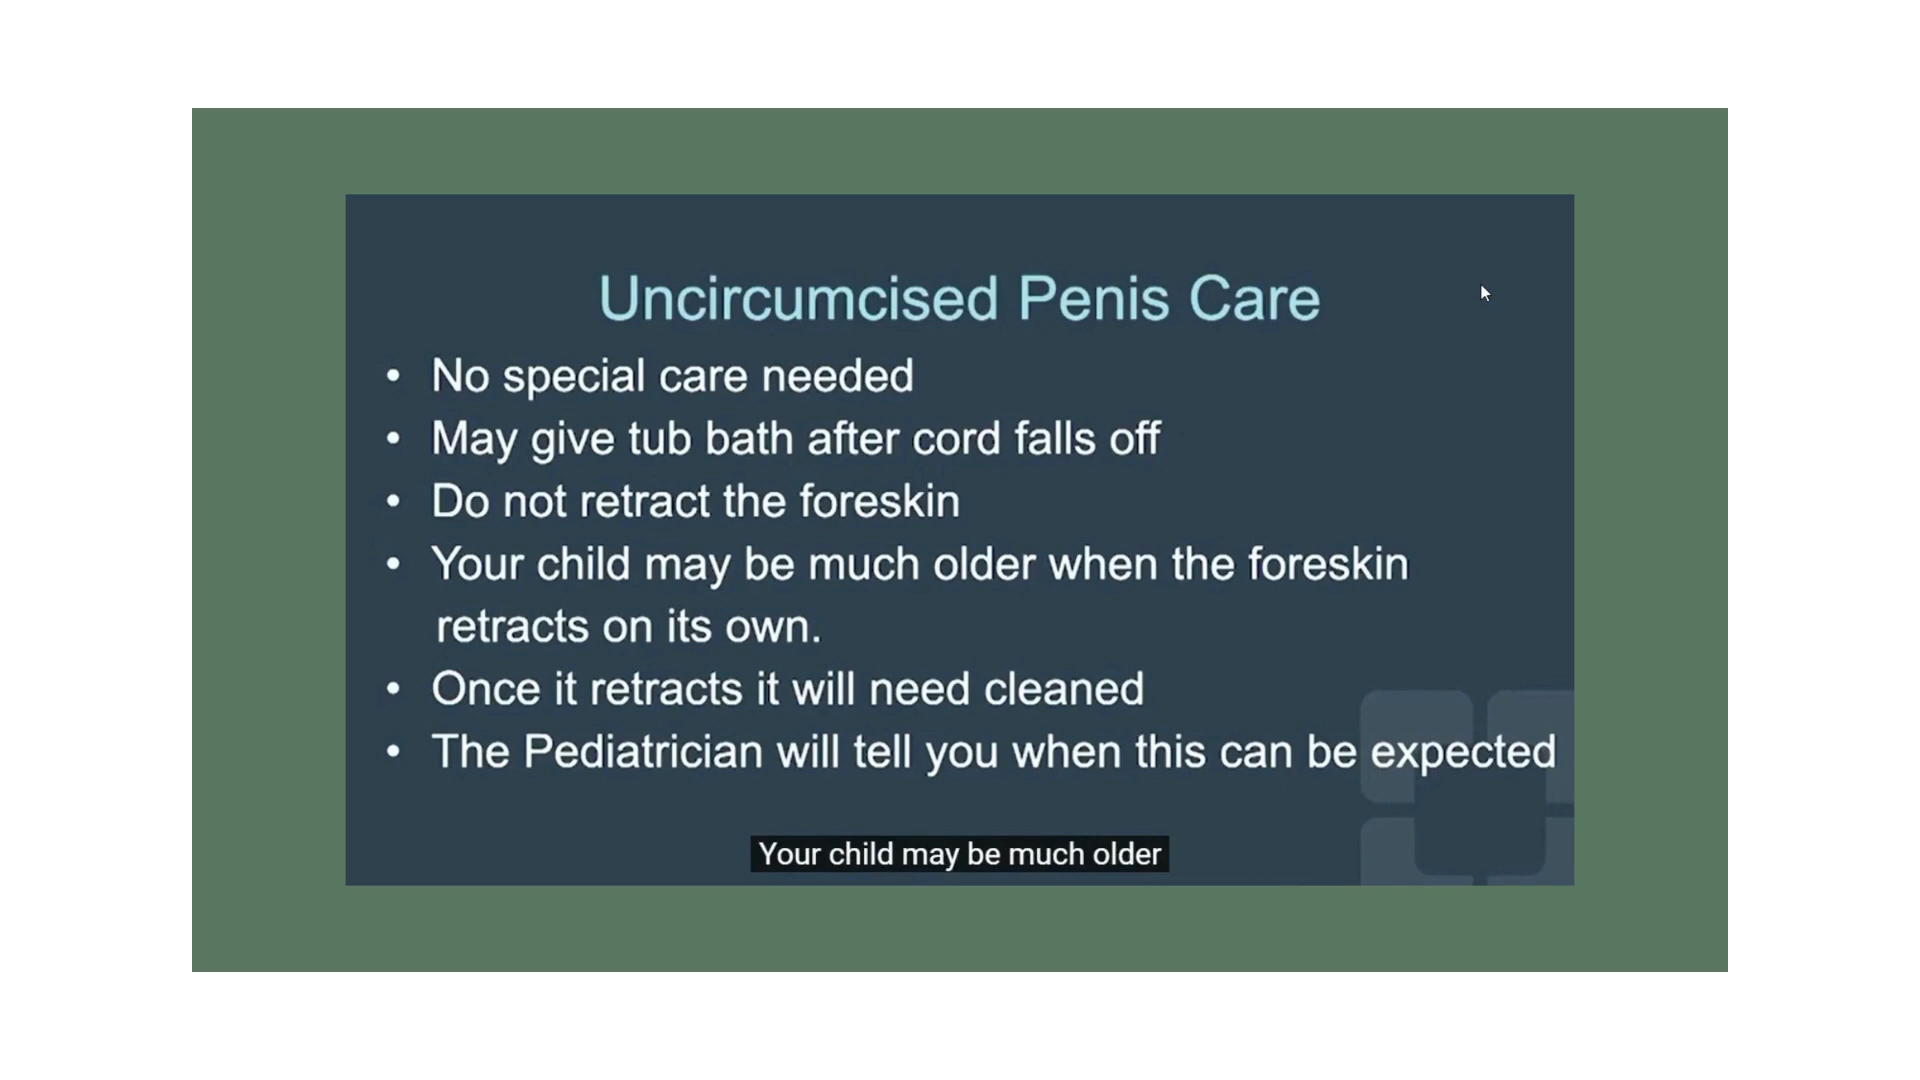 Uncircumcised Penis Care
• No special care needed
• May give tub bath after cord falls off
• Do not retract the foreskin
• Your child may be much older when the foreskin
retracts on its own.
• Once it retracts it will need cleaned
• The Pediatrician will tell you when this can be expected
Your child may be much older